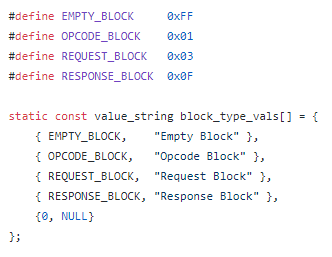 #define EMPTY_BLOCK     0xFF
#define OPCODE_BLOCK    0x01
#define REQUEST_BLOCK   0x03
#define RESPONSE_BLOCK  0x0F

static const value_string block_type_vals[] = {
    { EMPTY_BLOCK,    "Empty Block" },
    { OPCODE_BLOCK,   "Opcode Block" },
    { REQUEST_BLOCK,  "Request Block" },
    { RESPONSE_BLOCK, "Response Block" },
    {0, NULL}
};